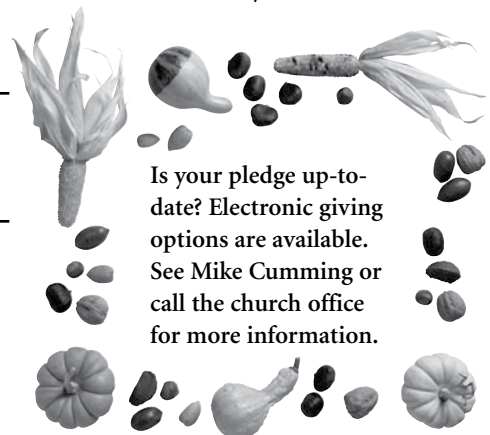 Is your pledge up-to-
date? Electronic giving
options are available.
See Mike Cumming or
call the church office
for more information.